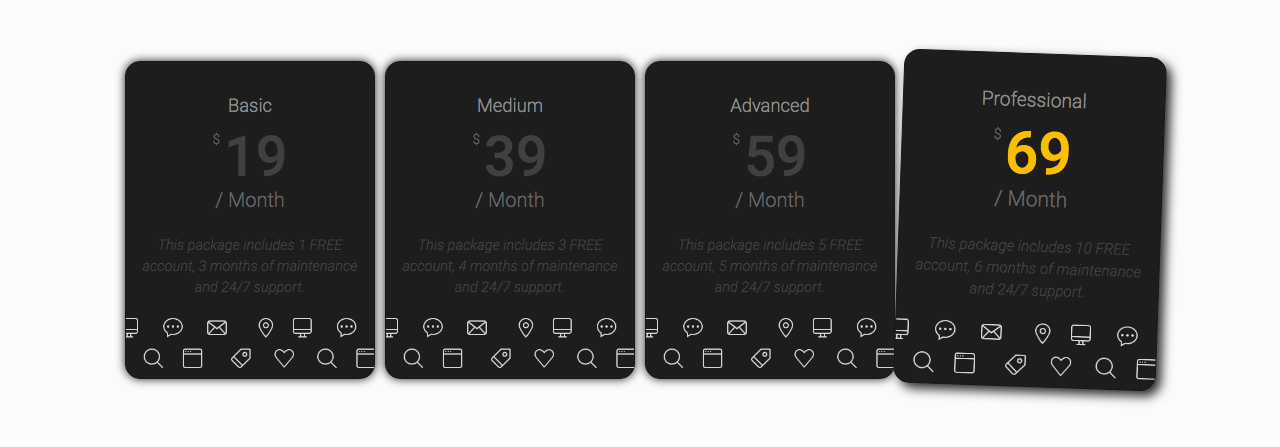 Basic
$ 19
/ Month
This package includes 1 FREE
account, 3 months of maintenance
and 24/7 support.
Medium
$ 39
/ Month
This package includes 3 FREE
account, 4 months of maintenance
and 24/7 support.
Advanced
$ 59
/ Month
This package includes 5 FREE
account, 5 months of maintenance
and 24/7 support.
Professional
$ 69
/ Month
This package includes 10 FREE
account, 6 months of maintenance
and 24/7 support.